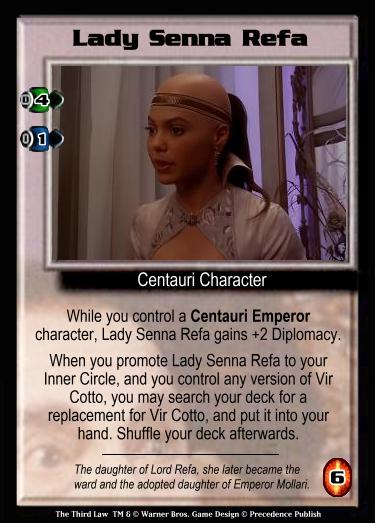 Lady Senna Refa
4
1
Centauri Character
While you control a Centauri Emperor
character, Lady Senna Refa gains +2 Diplomacy.
When you promote Lady Senna Refa to your
Inner Circle, and you control any version of Vir
Cotto, you may search your deck for a
replacement for Vir Cotto, and put it into your
hand. Shuffle your deck afterwards.
The daughter of Lord Refa, she later became the
ward and the adopted daughter of Emperor Mollari.
6
The Third Law TM & © Warner Bros. Game Design © Precedence Publish